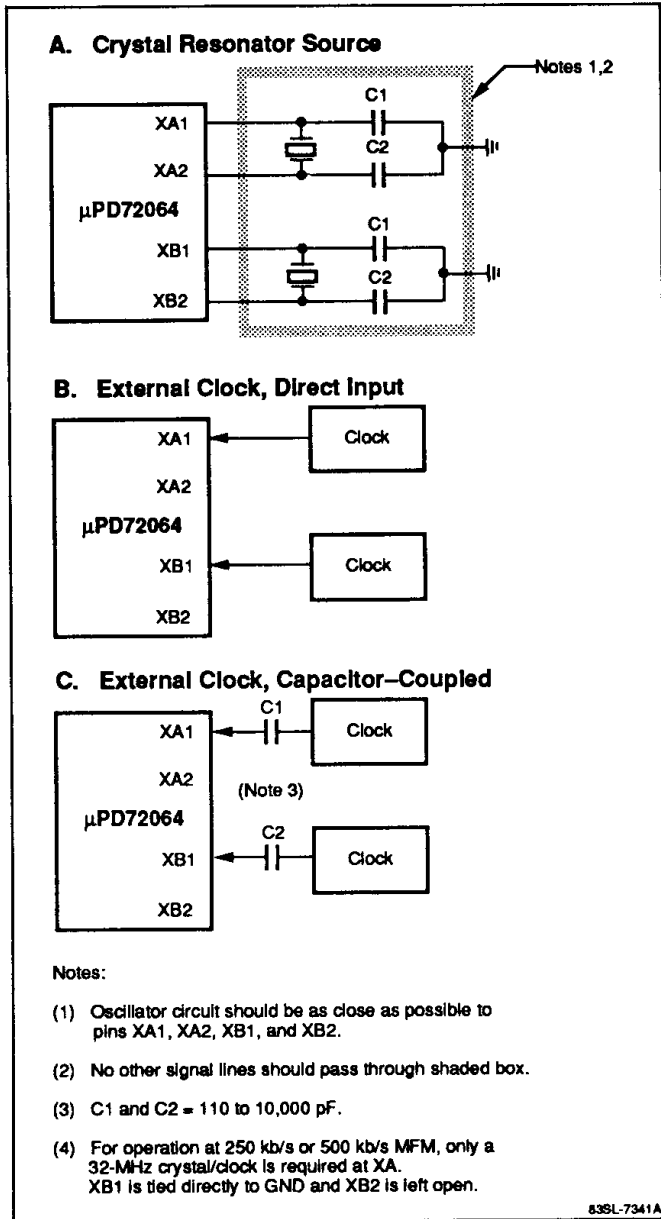 A. Crystal Resonator Source
Notes 1,2
C1
XA1
C2
XA2
µPD72064
C1
XB1
C2
XB2
B. External Clock, Direct Input
XA1
Clock
XA2
µPD72064
XB1
Clock
XB2
C. External Clock, Capacitor–Coupled
C1
XA1
Clock
XA2
(Note 3)
µPD72064
C2
XB1
Clock
XB2
Notes:
(1) Oscillator circuit should be as close as possible to
pins XA1, XA2, XB1, and XB2.
(2) No other signal lines should pass through shaded box.
(3) C1 and C2 = 110 to 10,000 pF.
(4) For operation at 250 kb/s or 500 kb/s MFM, only a
32-MHz crystal/clock is required at XA.
XB1 is tied directly to GND and XB2 is left open.
83SL-7341A